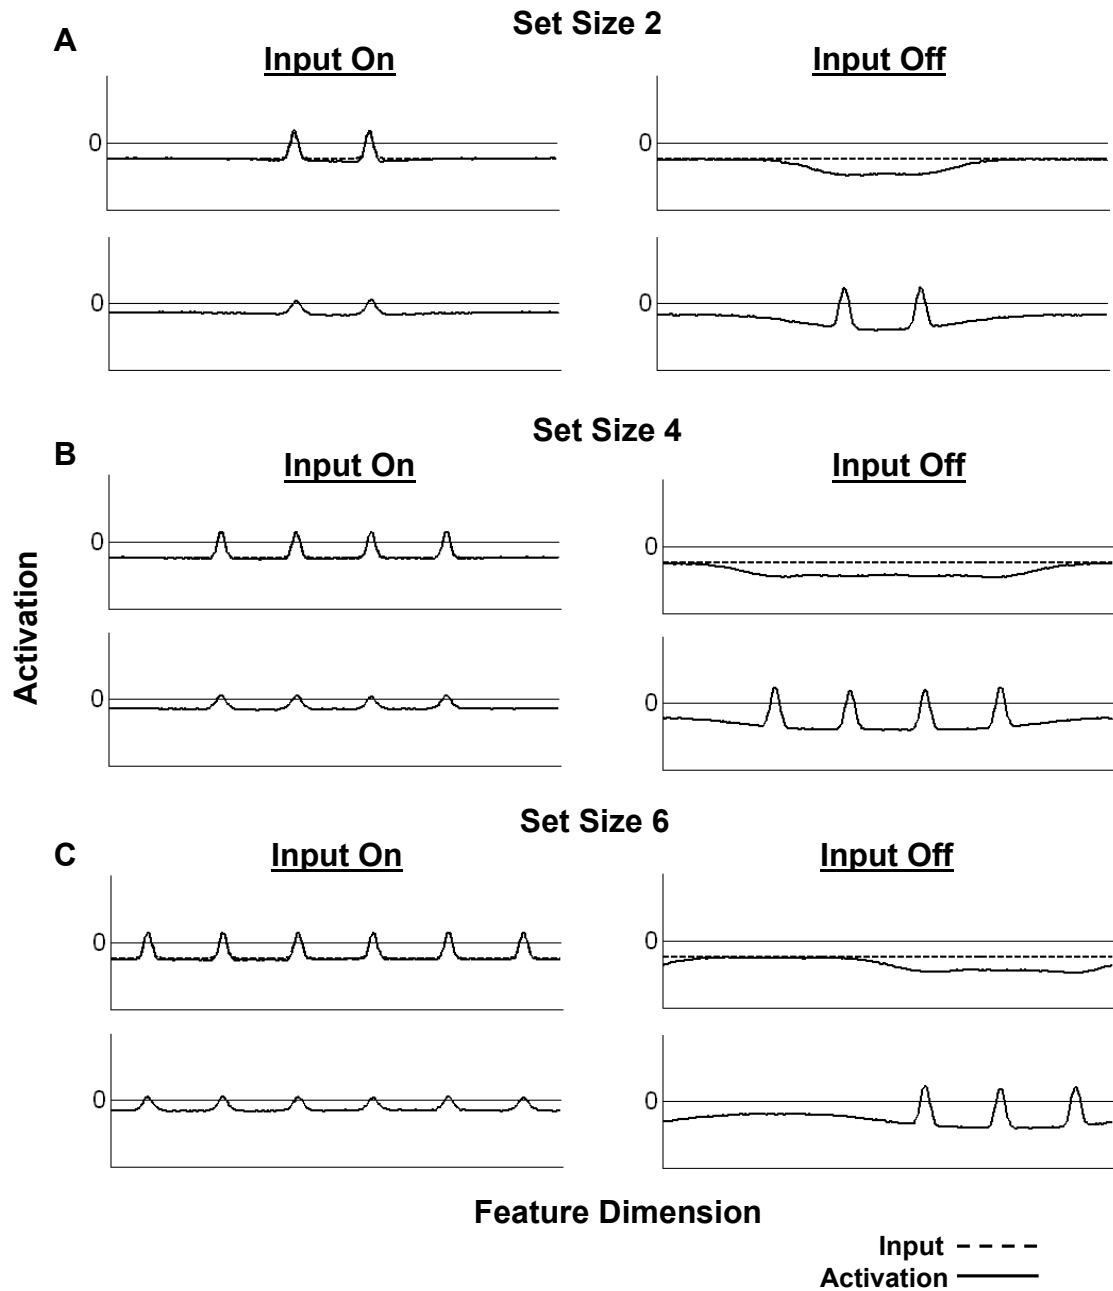 Set Size 2
A
Input On
Input Off
0
0
0
0
Set Size 4
B
Input On
Input Off
0
0
0
0
Activation
Set Size 6
C
Input On
Input Off
0
0
0
0
Feature Dimension
Input
Activation